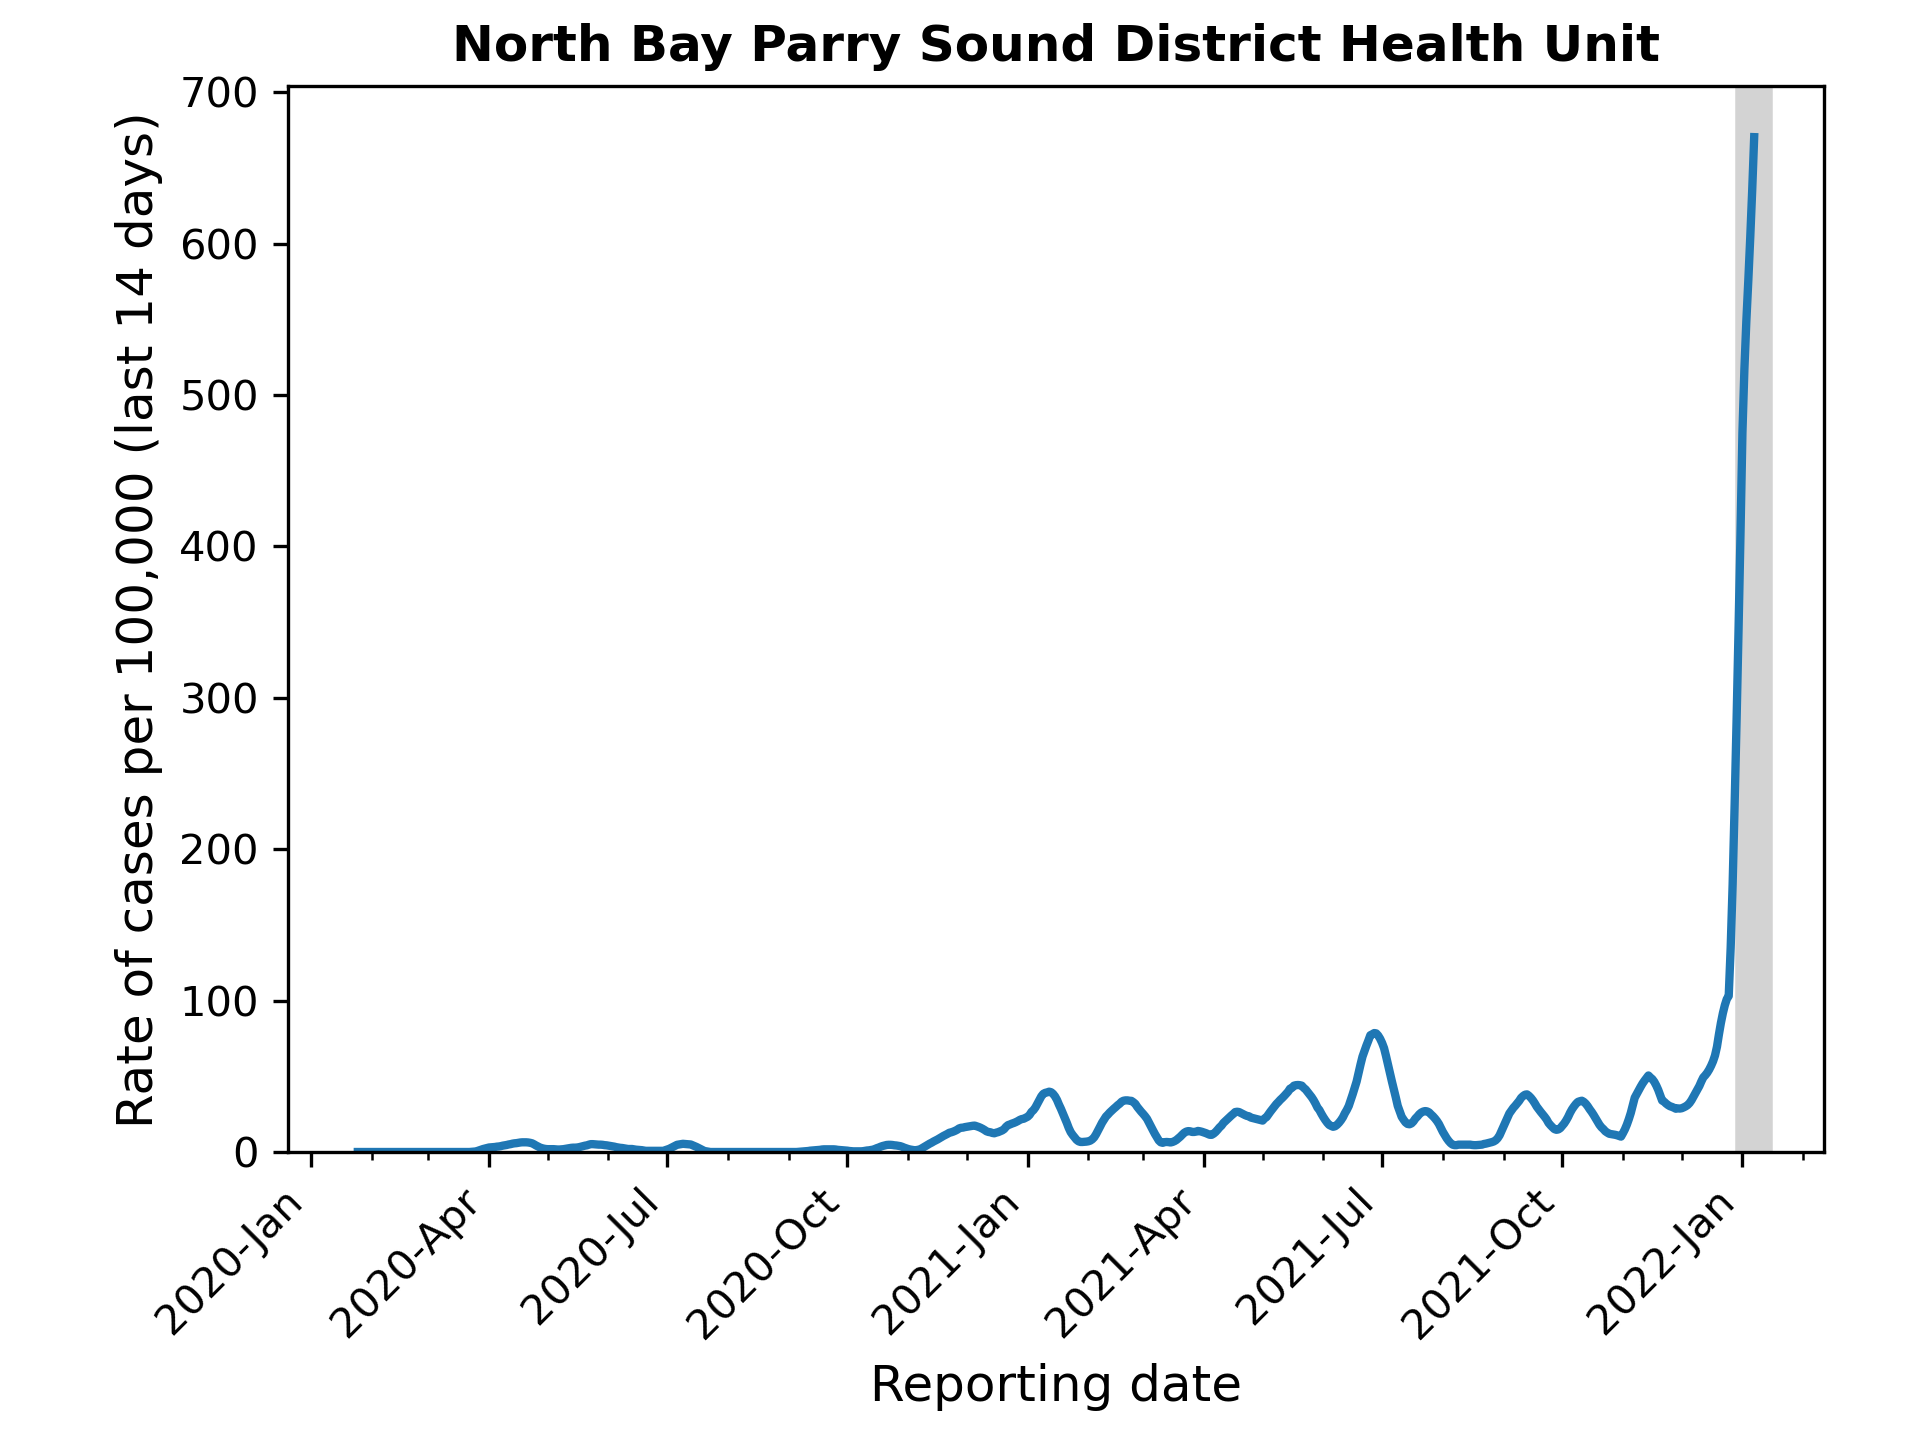 North Bay Parry Sound District Health Unit
Rate of cases per 100,000 (last 14 days)
700
600
500
400
300
200
100
0
2020-Jan
2020-Apr
2020-Jul
2020-Oct
2021-Jan
2021-Apr
2021-Jul
2021-Oct
2022-Jan
Reporting date